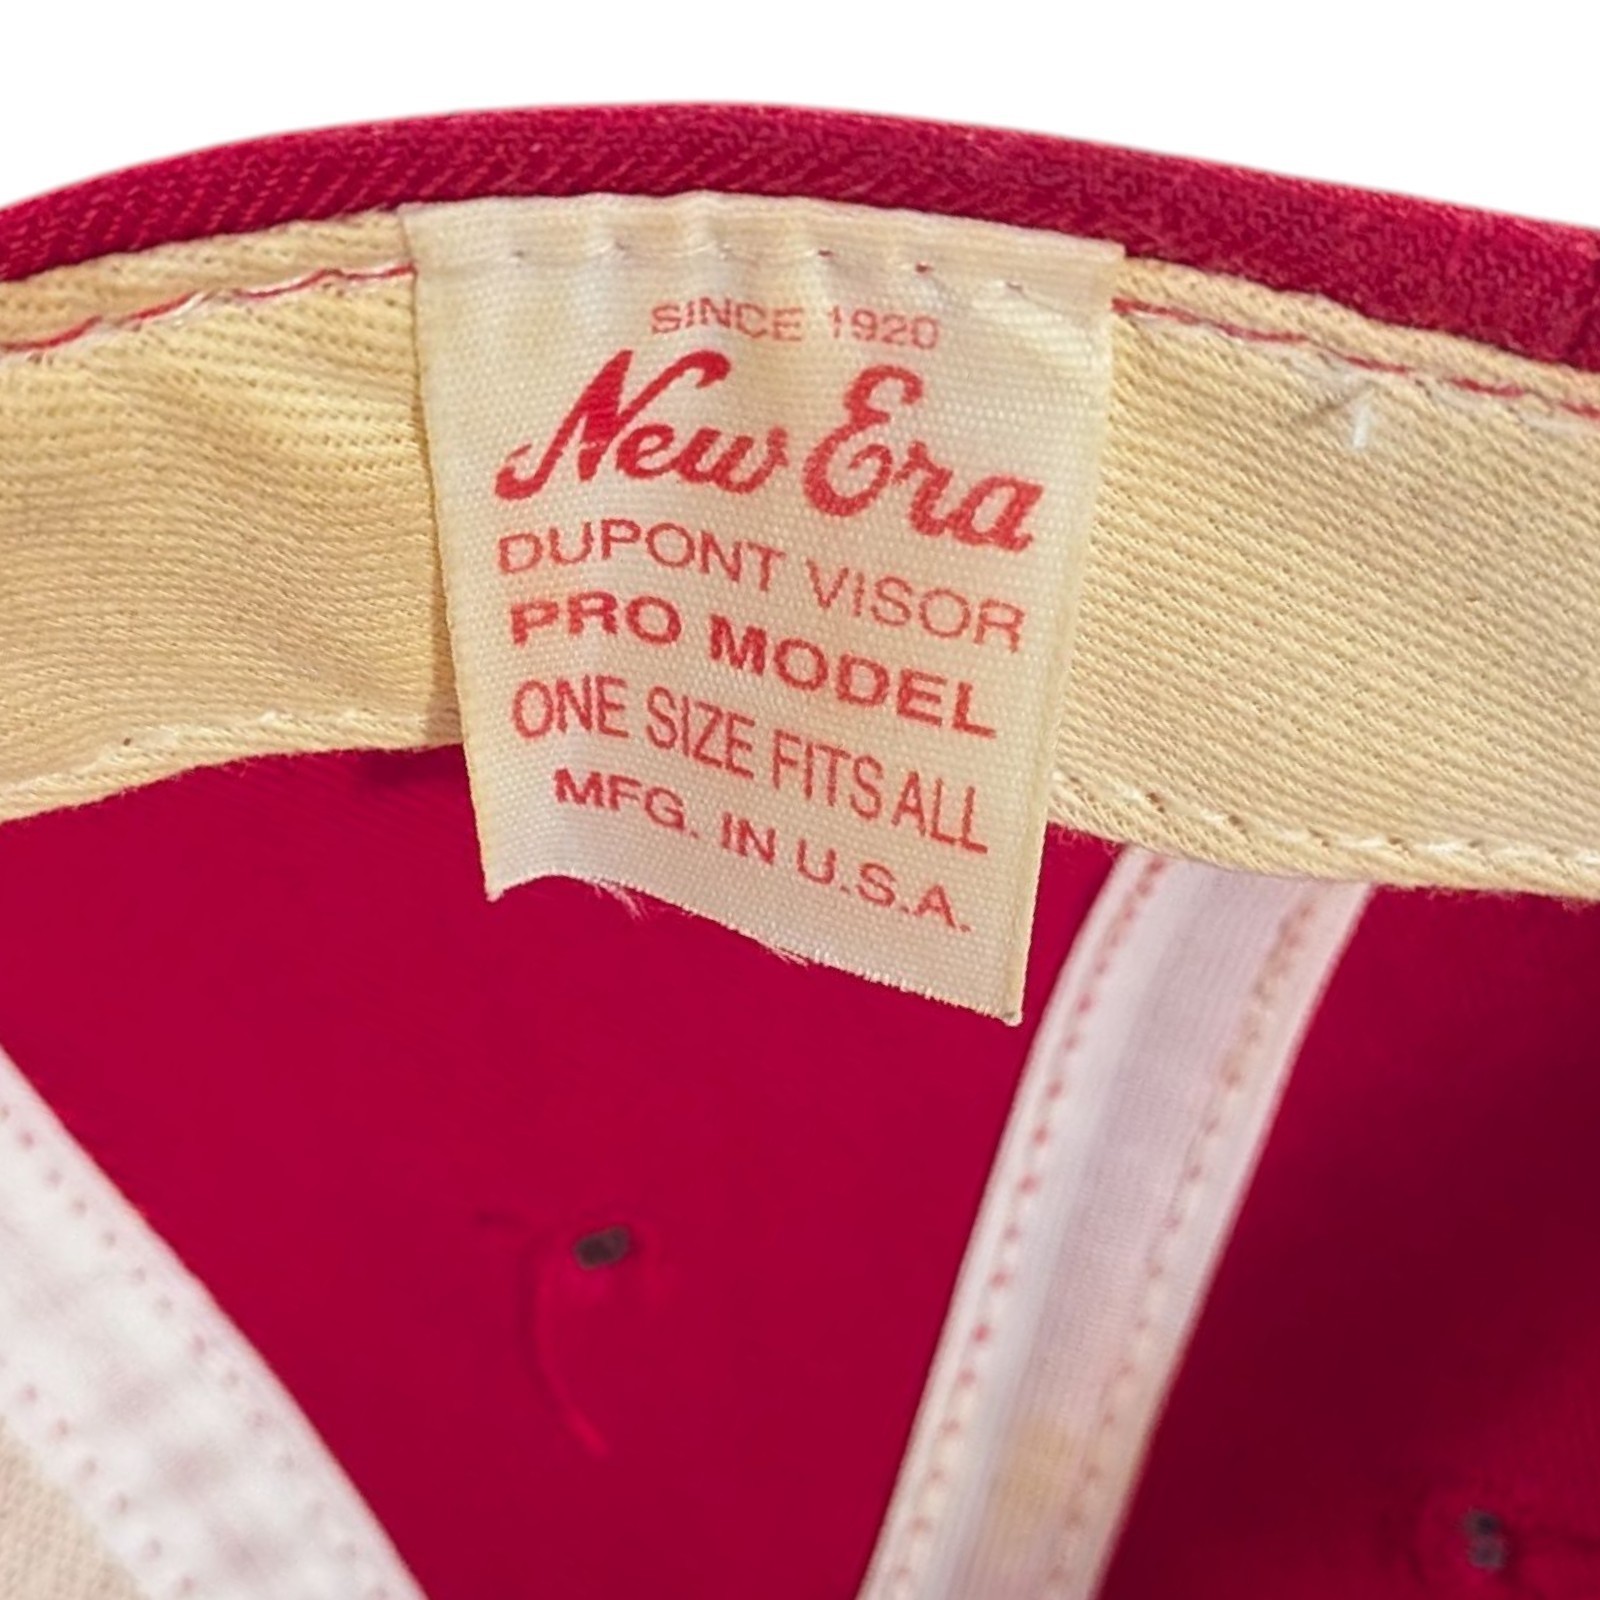 SINCE 1920
New Era
DUPONT VISOR
PRO MODEL
ONE SIZE FITS ALL
MFG. IN U.S.A.